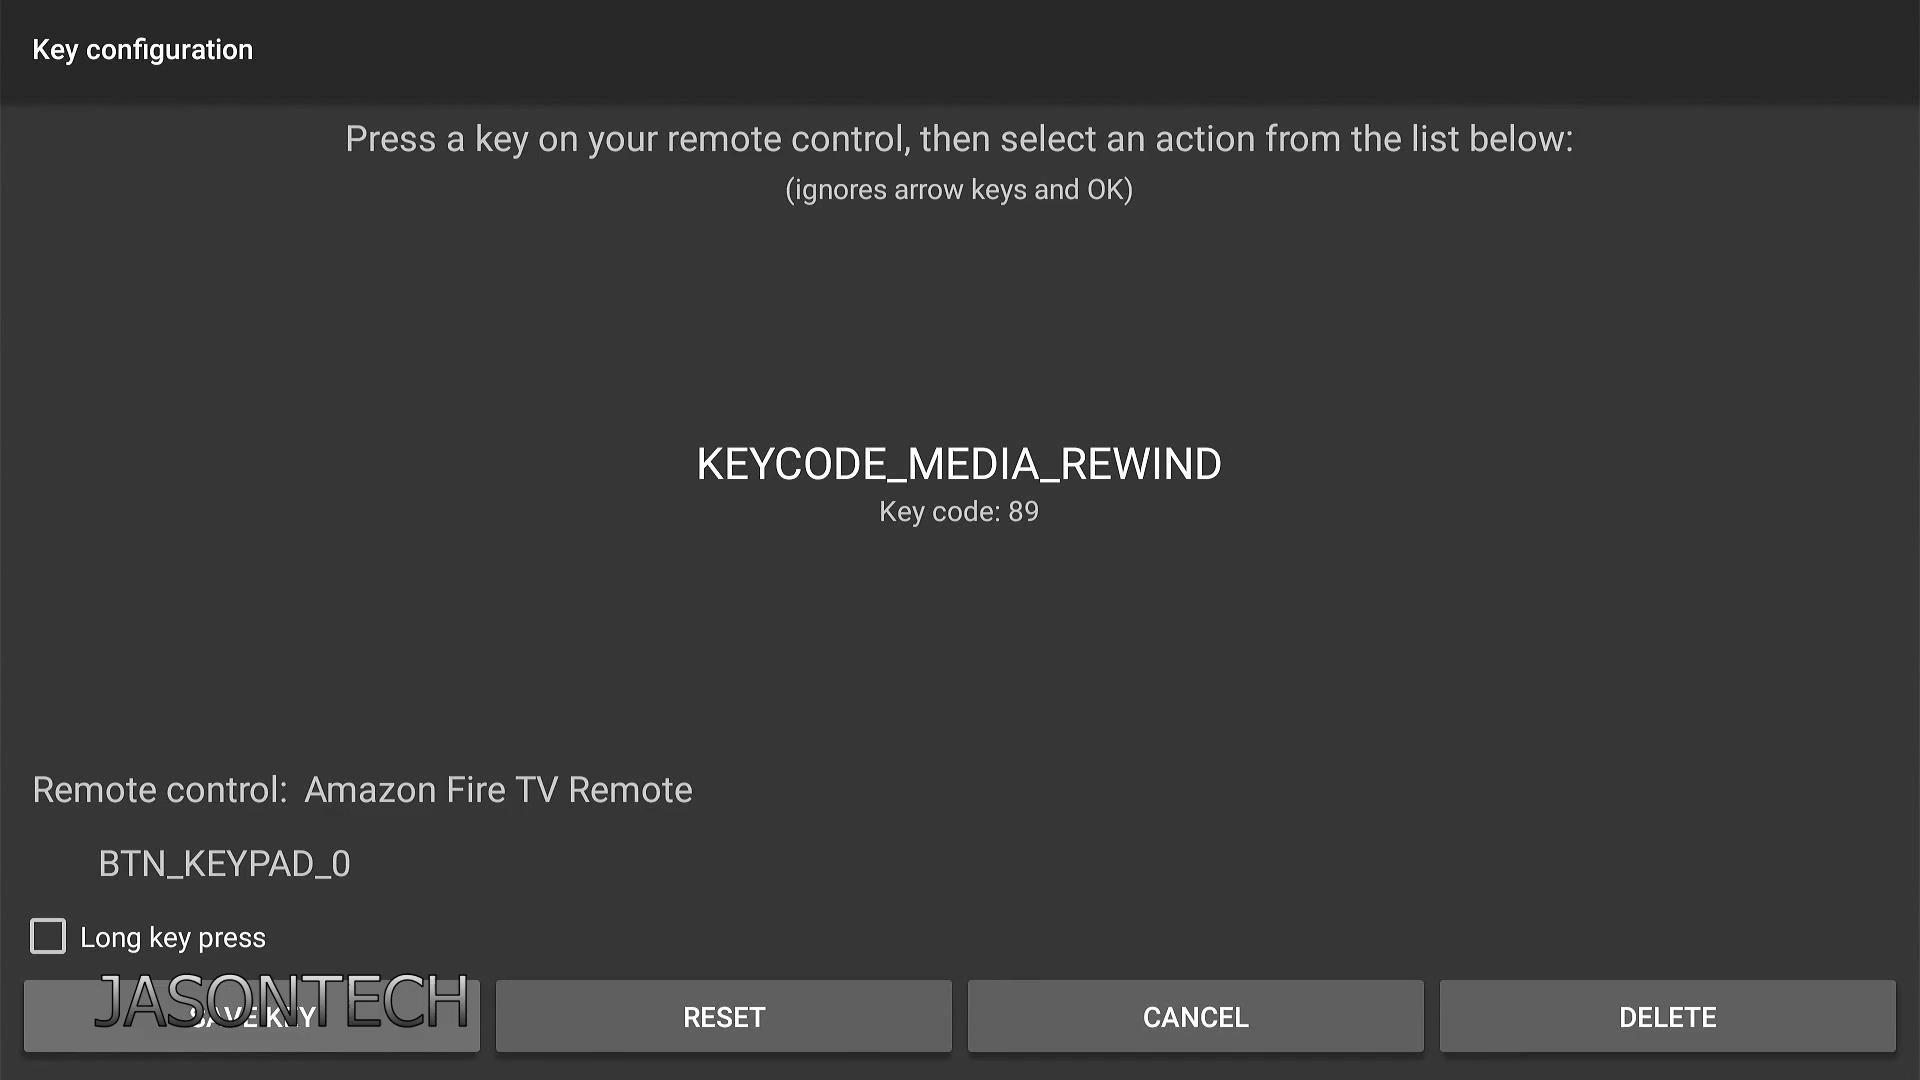 Key configuration
Press a key on your remote control, then select an action from the list below:
(ignores arrow keys and OK)
KEYCODE_MEDIA_REWIND
Key code: 89
Remote control: Amazon Fire TV Remote
BTN_KEYPAD_0
Long key press
JASONTECH
SAVE KEY
RESET
CANCEL
DELETE